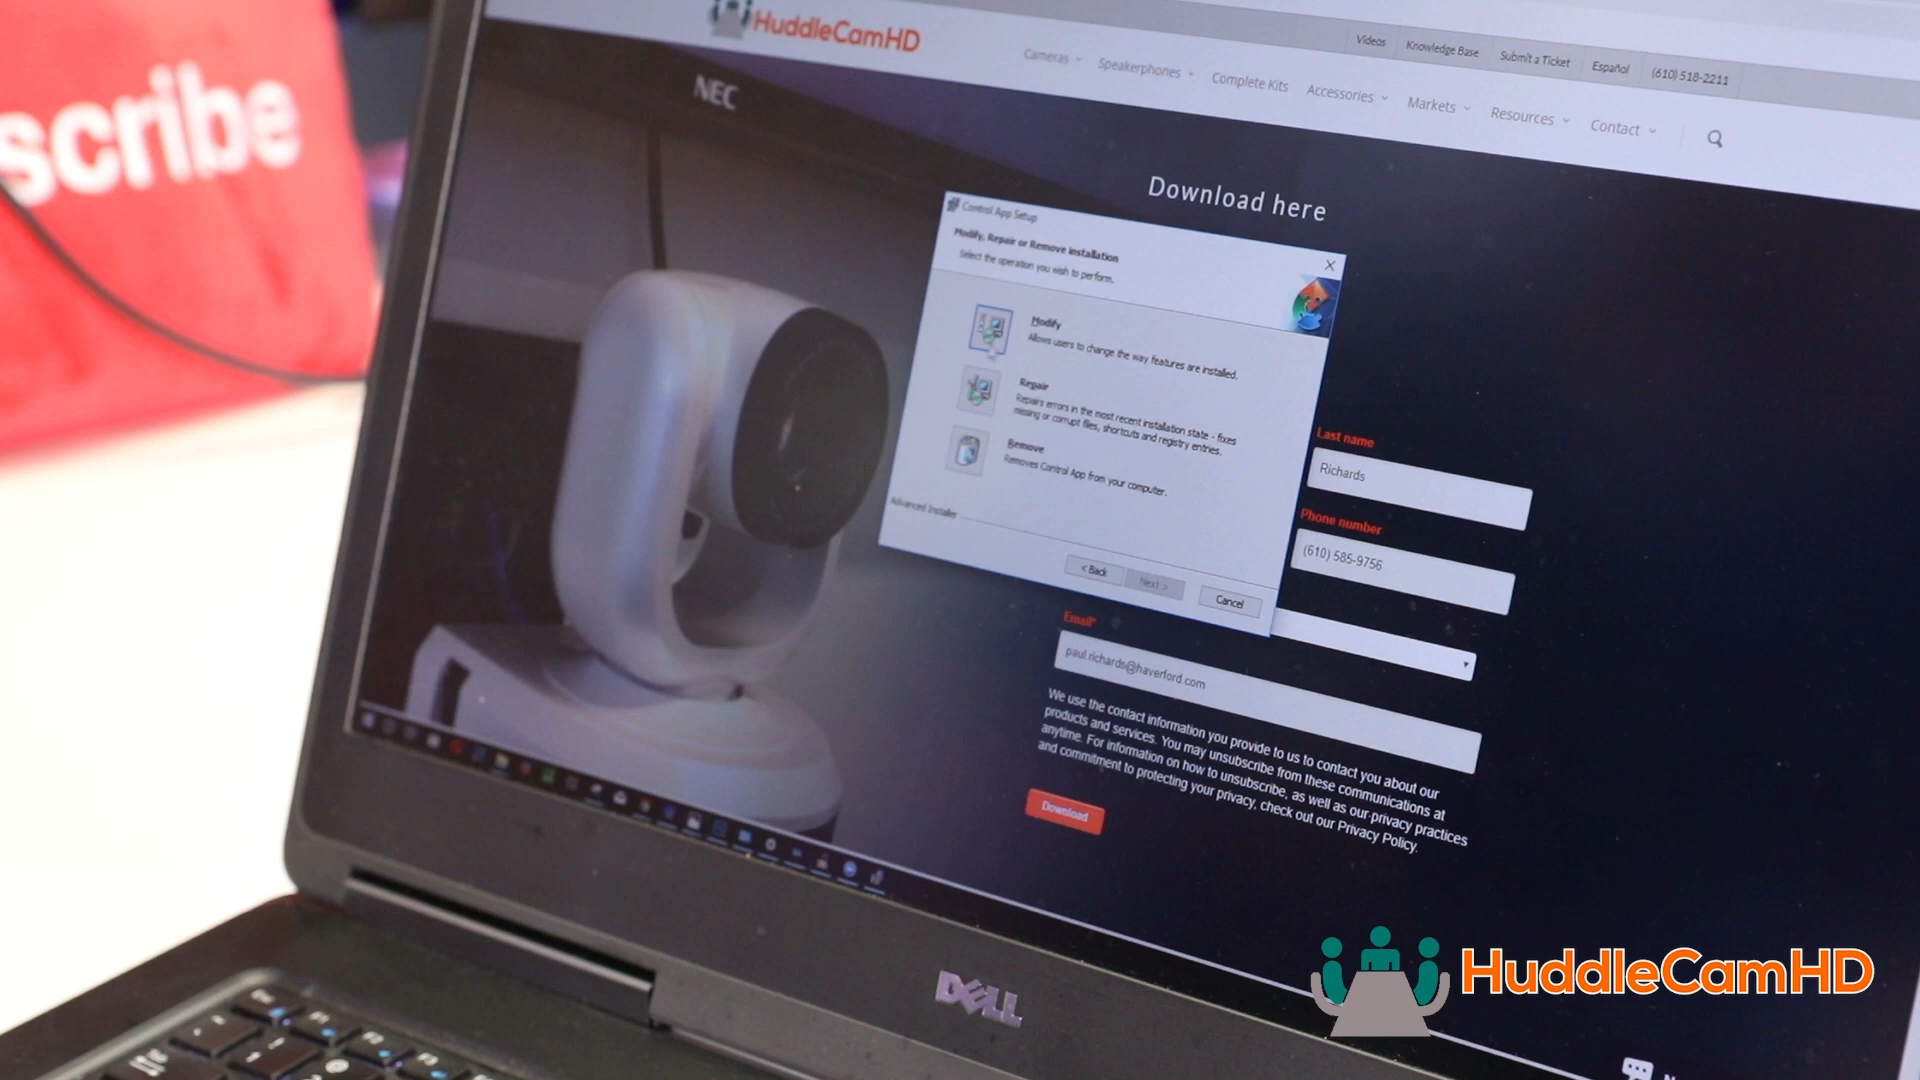 scribe
HuddleCamHD
Videos
Knowledge Base
Submit a Ticket
Español
(610) 518-2211
Cameras
Speakerphones
Complete Kits
Accessories
Markets
Resources
Contact
NEC
Download here
Control App Setup
Modify, Repair or Remove installation
Select the operation you wish to perform.
Modify
Allows users to change the way features are installed.
Repair
Repairs errors in the most recent installation state - fixes
missing or corrupt files, shortcuts and registry entries.
Remove
Removes Control App from your computer.
Advanced Installer
< Back
Next >
Cancel
Last name
Richards
Phone number
(610) 585-9756
Email*
paul.richards@haverford.com
We use the contact information you provide to us to contact you about our
products and services. You may unsubscribe from these communications at
anytime. For information on how to unsubscribe, as well as our privacy practices
and commitment to protecting your privacy, check out our Privacy Policy.
Download
DELL
HuddleCamHD
Esc
F1
F2
F3